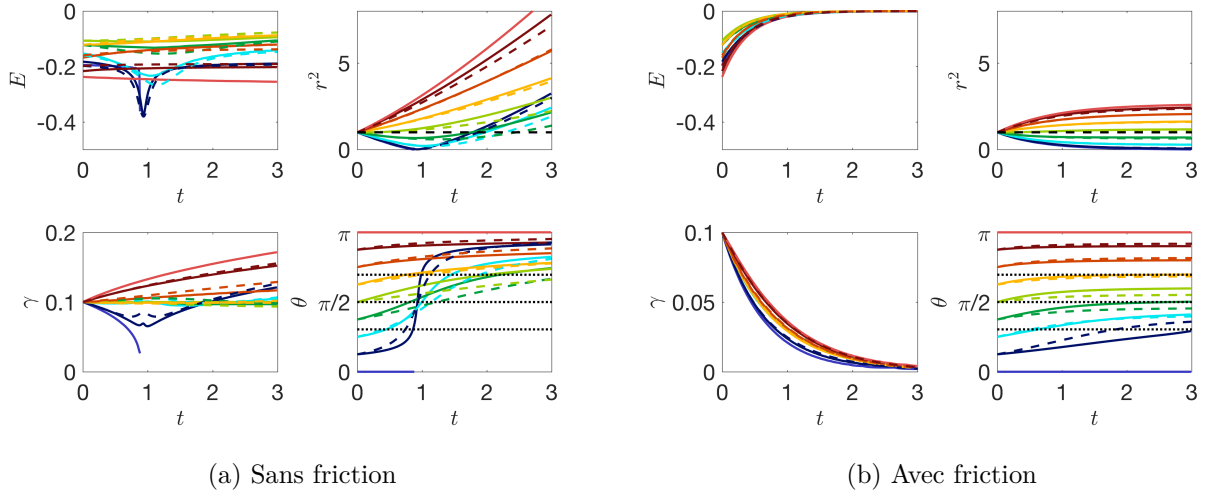 0
-0.2
-0.4
E
0 1 2 3
t
5
0
r²
0 1 2 3
t
0
-0.2
-0.4
E
0 1 2 3
t
5
0
r²
0 1 2 3
t
0.2
0.1
0
γ
0 1 2 3
t
π
π/2
0
θ
0 1 2 3
t
0.1
0.05
0
γ
0 1 2 3
t
π
π/2
0
θ
0 1 2 3
t
(a) Sans friction
(b) Avec friction